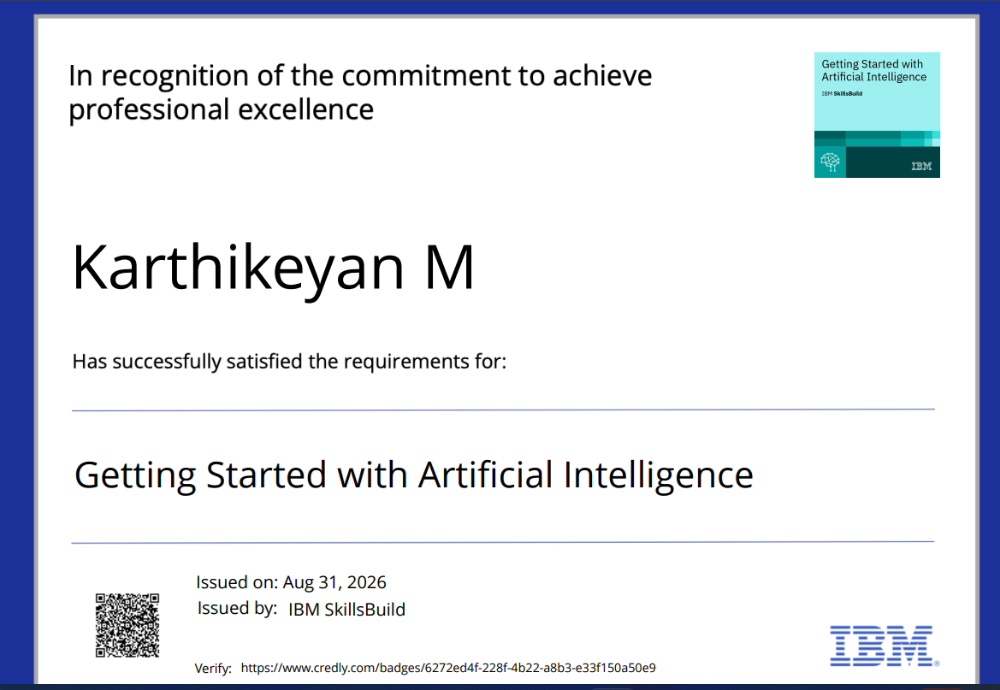 In recognition of the commitment to achieve
professional excellence
Getting Started with
Artificial Intelligence
IBM SkillsBuild
IBM
Karthikeyan M
Has successfully satisfied the requirements for:
Getting Started with Artificial Intelligence
Issued on: Aug 31, 2026
Issued by: IBM SkillsBuild
Verify: https://www.credly.com/badges/6272ed4f-228f-4b22-a8b3-e33f150a50e9
IBM®